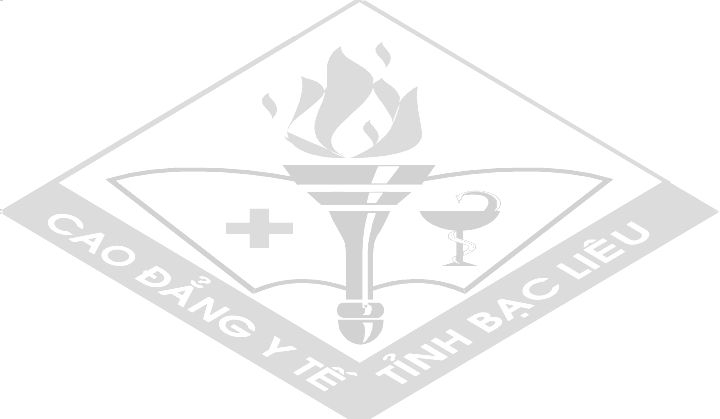 CAO ĐẲNG Y TẾ
TỈNH BẠC LIÊU